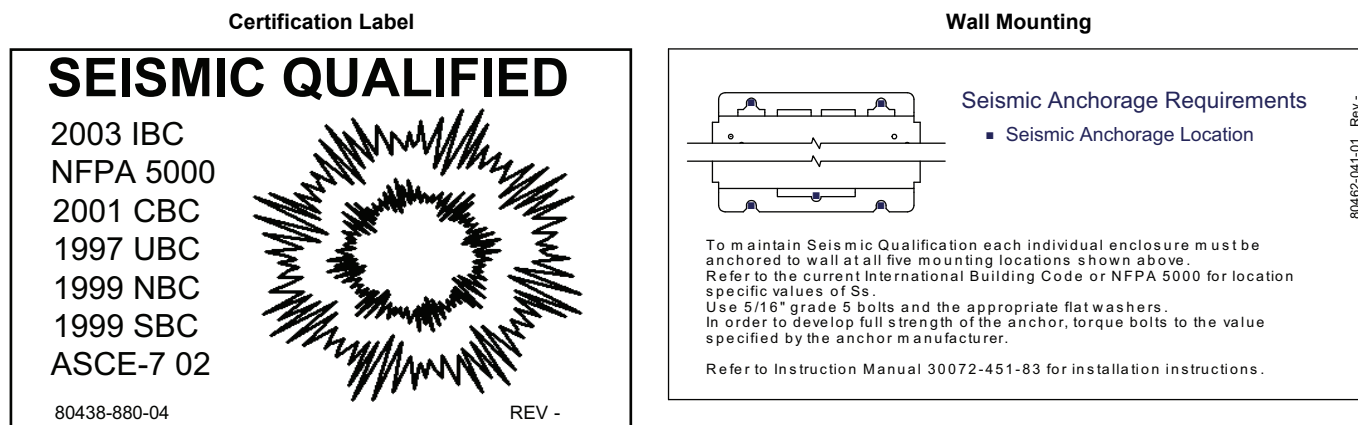 Certification Label
SEISMIC QUALIFIED
2003 IBC
NFPA 5000
2001 CBC
1997 UBC
1999 NBC
1999 SBC
ASCE-7 02
80438-880-04
REV -
Wall Mounting
Seismic Anchorage Requirements
▪ Seismic Anchorage Location
80462-041-01 Rev -
To maintain Seismic Qualification each individual enclosure must be
anchored to wall at all five mounting locations shown above.
Refer to the current International Building Code or NFPA 5000 for location
specific values of Ss.
Use 5/16" grade 5 bolts and the appropriate flat washers.
In order to develop full strength of the anchor, torque bolts to the value
specified by the anchor manufacturer.
Refer to Instruction Manual 30072-451-83 for installation instructions.